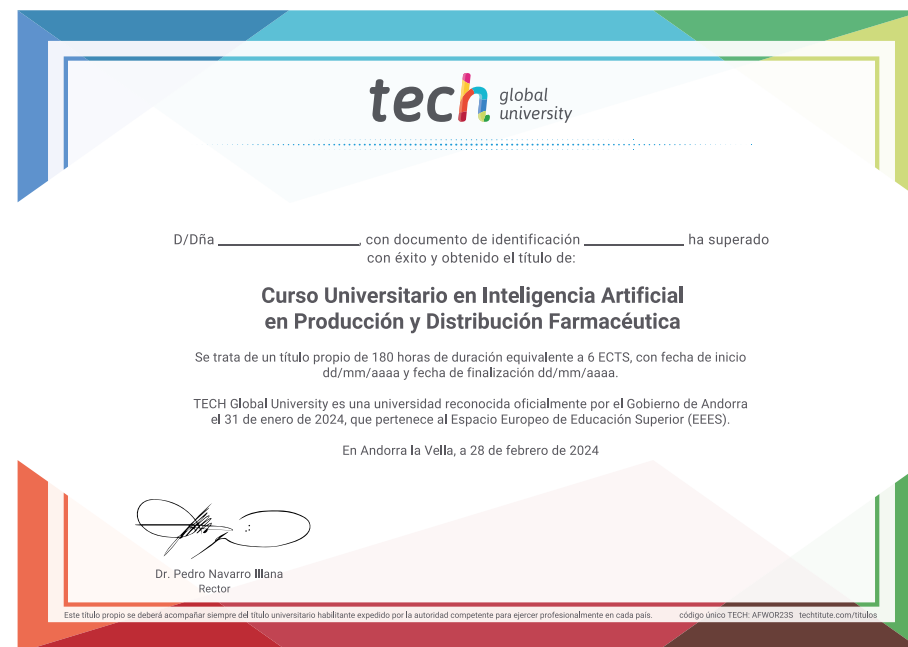 tech global university
D/Dña ______________, con documento de identificación __________ ha superado
con éxito y obtenido el título de:
Curso Universitario en Inteligencia Artificial
en Producción y Distribución Farmacéutica
Se trata de un título propio de 180 horas de duración equivalente a 6 ECTS, con fecha de inicio
dd/mm/aaaa y fecha de finalización dd/mm/aaaa.
TECH Global University es una universidad reconocida oficialmente por el Gobierno de Andorra
el 31 de enero de 2024, que pertenece al Espacio Europeo de Educación Superior (EEES).
En Andorra la Vella, a 28 de febrero de 2024
Dr. Pedro Navarro Illana
Rector
Este título propio se deberá acompañar siempre del título universitario habilitante expedido por la autoridad competente para ejercer profesionalmente en cada país. código único TECH: AFWOR23S techtitute.com/titulos